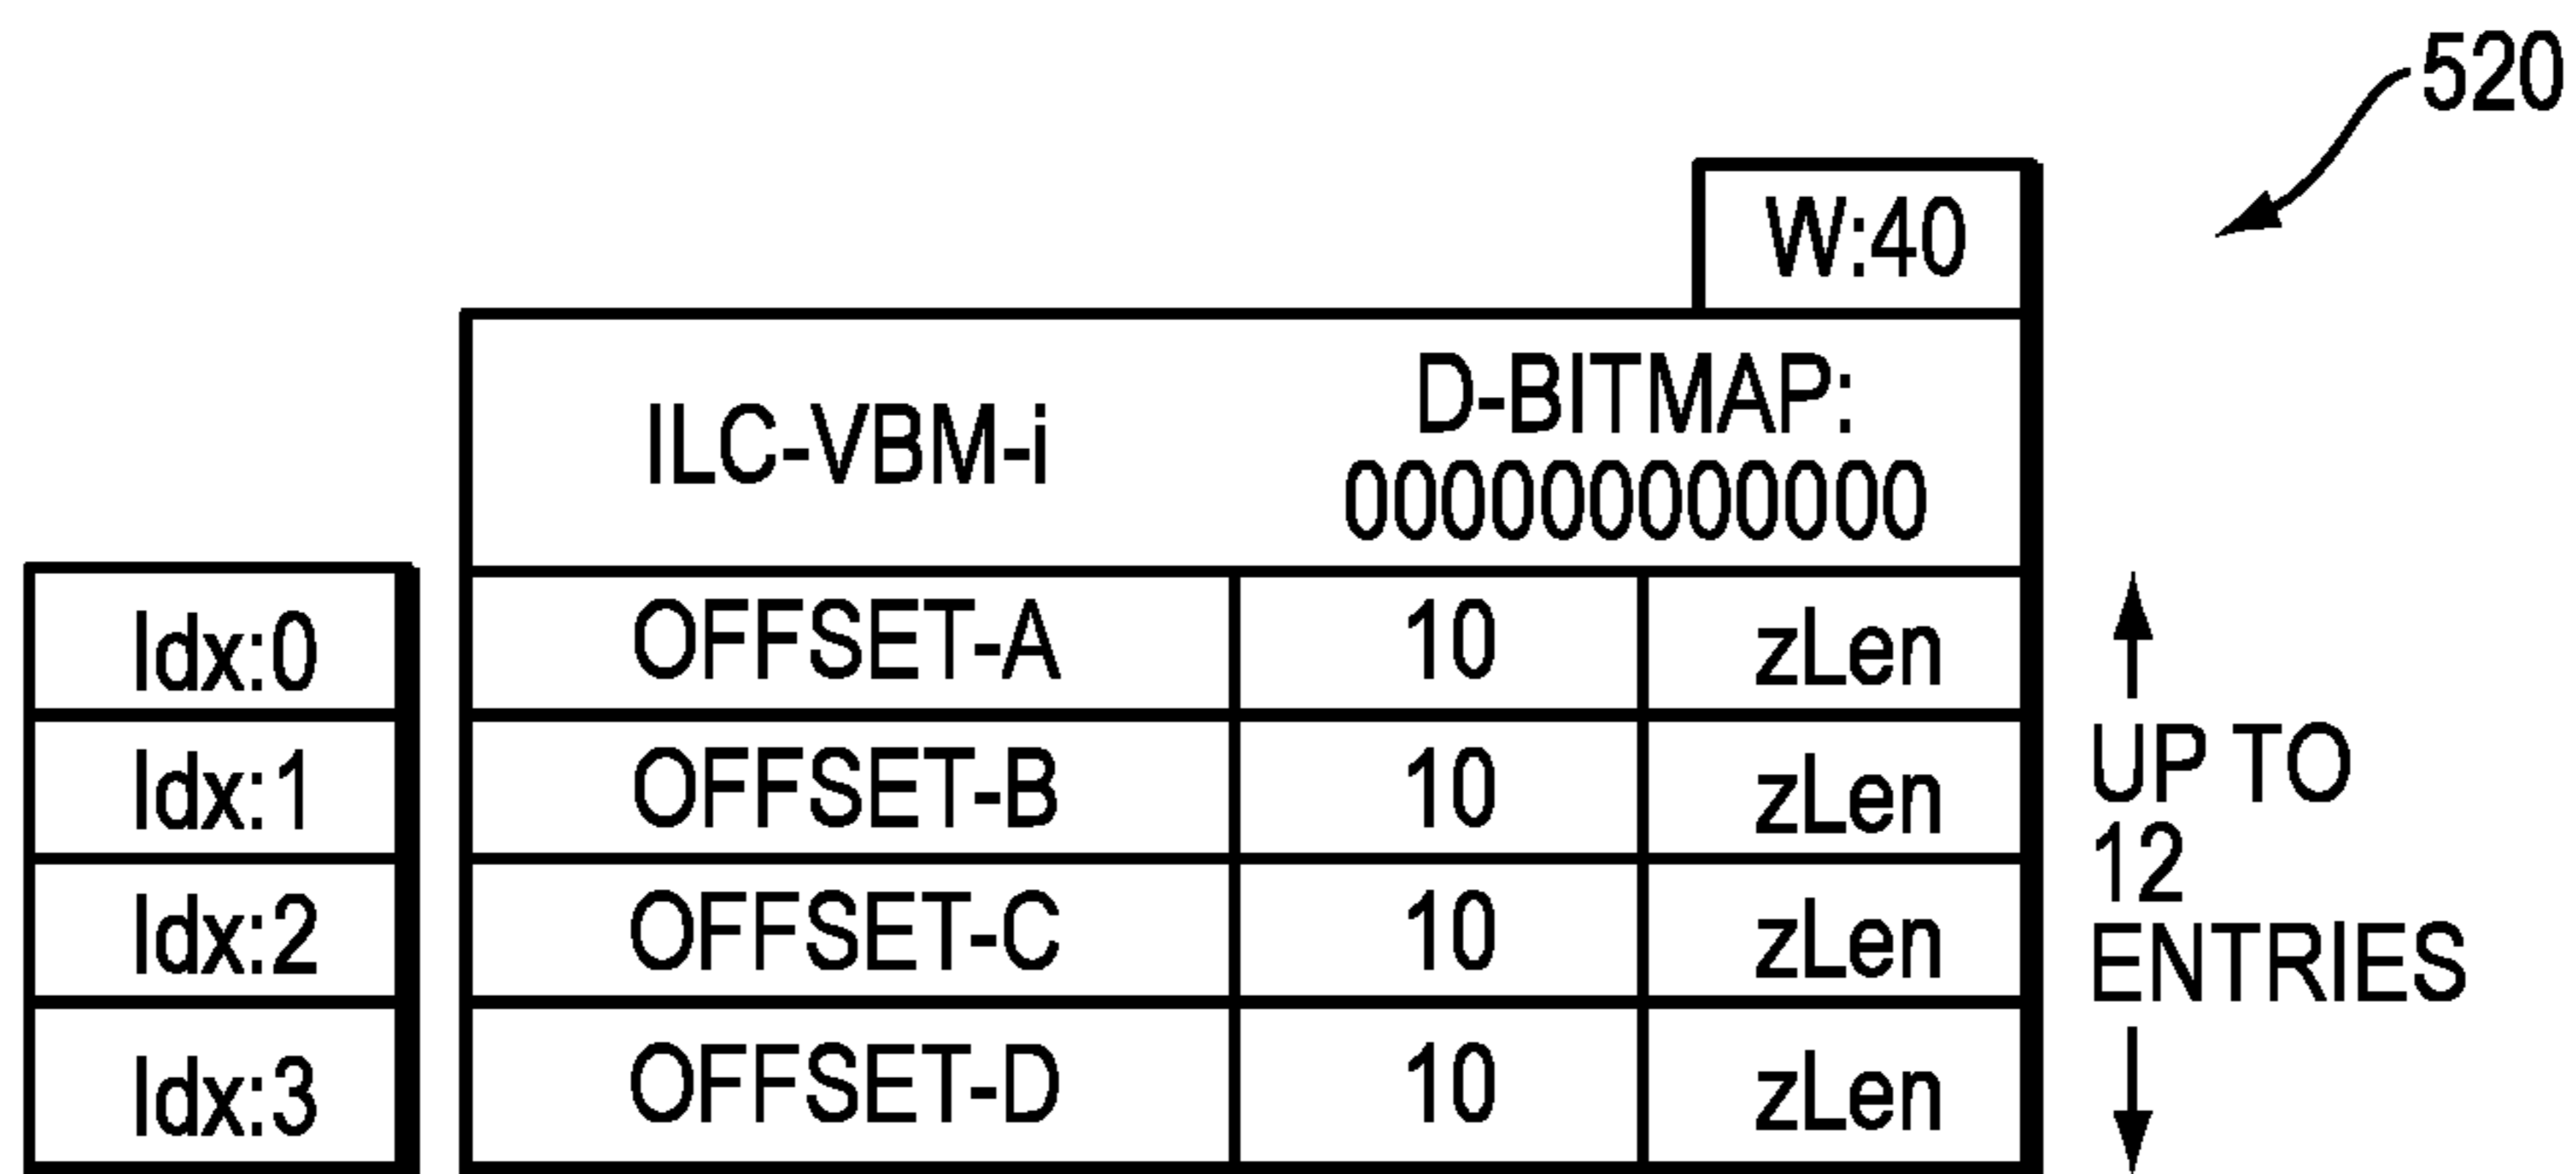 520
W:40
ILC-VBM-i
D-BITMAP:
000000000000
Idx:0 OFFSET-A 10 zLen
Idx:1 OFFSET-B 10 zLen
Idx:2 OFFSET-C 10 zLen
Idx:3 OFFSET-D 10 zLen
UP TO
12
ENTRIES